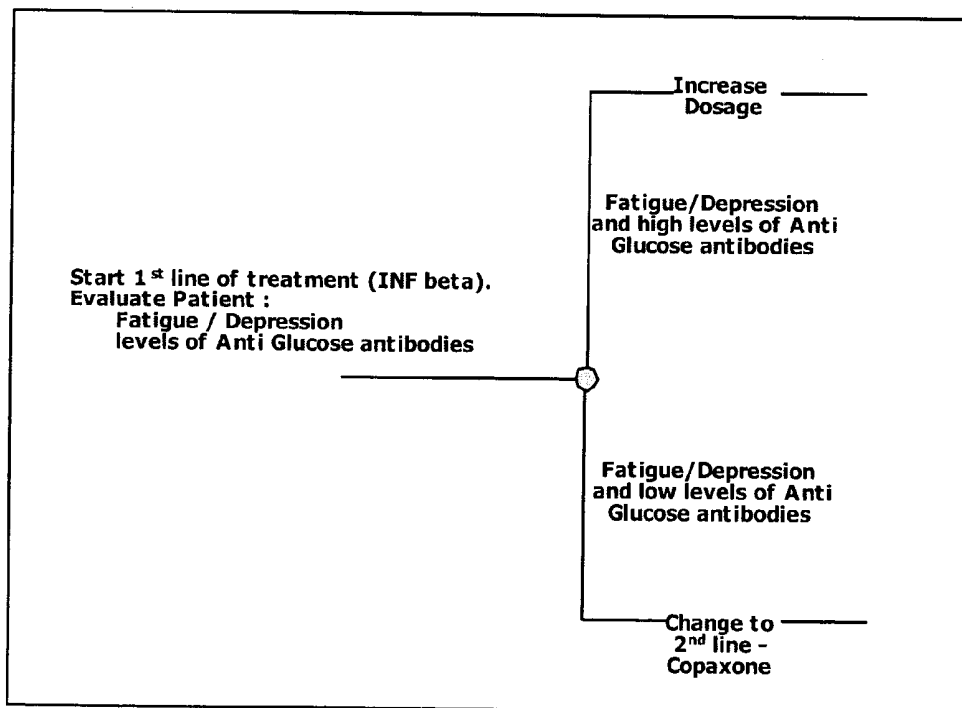 Increase
Dosage
Fatigue/Depression
and high levels of Anti
Glucose antibodies
Start 1st line of treatment (INF beta).
Evaluate Patient :
Fatigue / Depression
levels of Anti Glucose antibodies
Fatigue/Depression
and low levels of Anti
Glucose antibodies
Change to
2nd line -
Copaxone